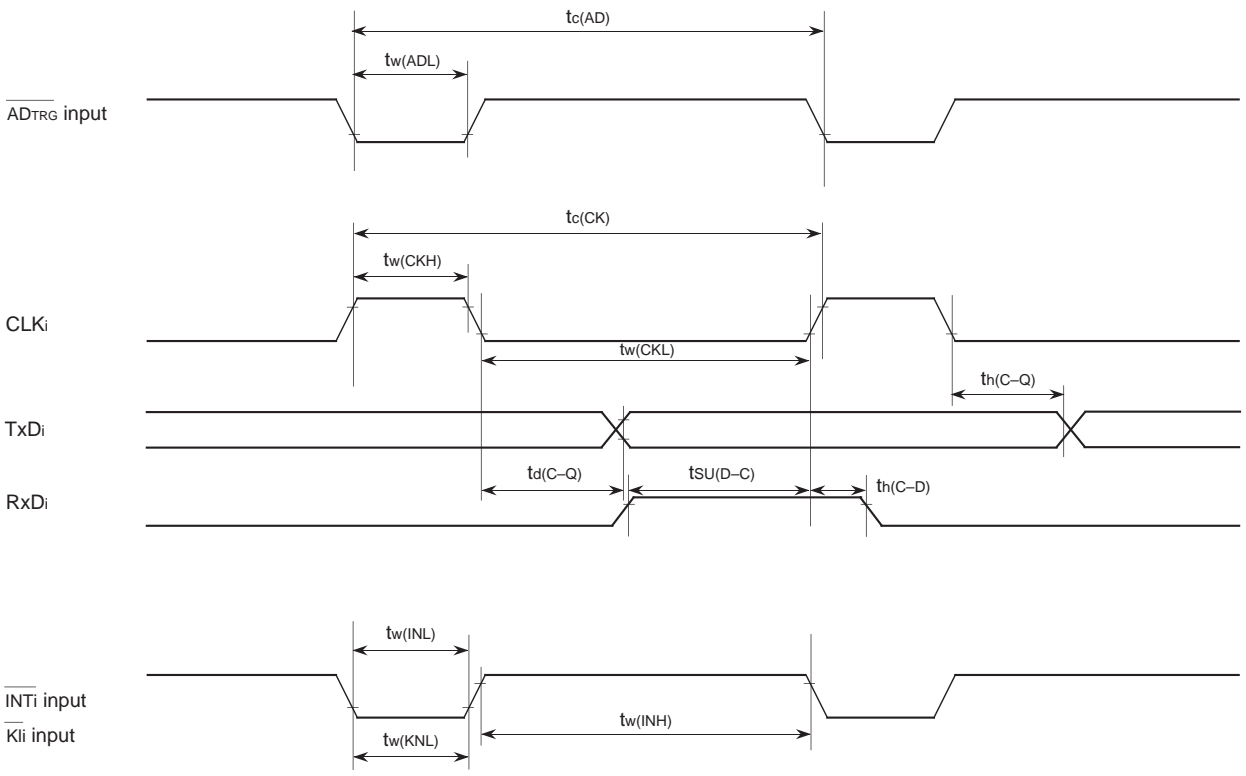 tc(AD)
tw(ADL)
ADTRG input
tc(CK)
tw(CKH)
CLKi
tw(CKL)
th(C–Q)
TxDi
td(C–Q)
tSU(D–C)
th(C–D)
RxDi
tw(INL)
INTi input
tw(INH)
KIi input
tw(KNL)